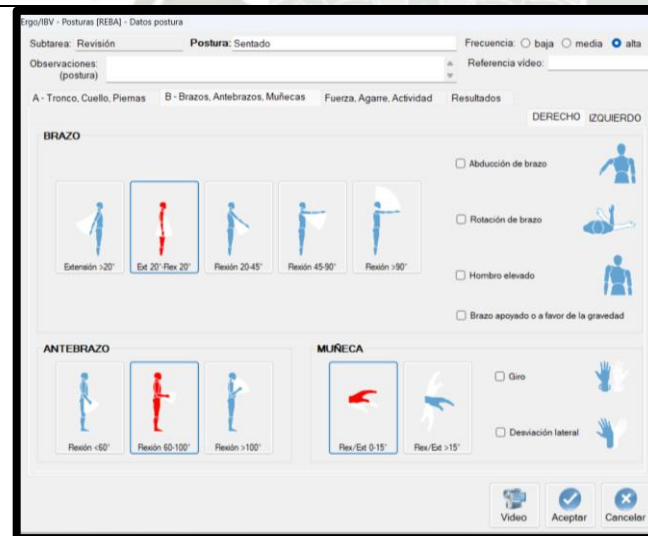 Ergo/IBV - Posturas [REBA] - Datos postura
Subtarea: Revisión Postura: Sentado Frecuencia: baja media alta
Observaciones: Referencia vídeo:
(postura)
A - Tronco, Cuello, Piernas B - Brazos, Antebrazos, Muñecas Fuerza, Agarre, Actividad Resultados
DERECHO IZQUIERDO
BRAZO
Abducción de brazo
Rotación de brazo
Extensión >20° Ext 20°-Flex 20° Flexión 20-45° Flexión 45-90° Flexión >90°
Hombro elevado
Brazo apoyado o a favor de la gravedad
ANTEBRAZO MUÑECA
Giro
Desviación lateral
Flexión <60° Flexión 60-100° Flexión >100° Flex/Ext 0-15° Flex/Ext >15°
Vídeo Aceptar Cancelar